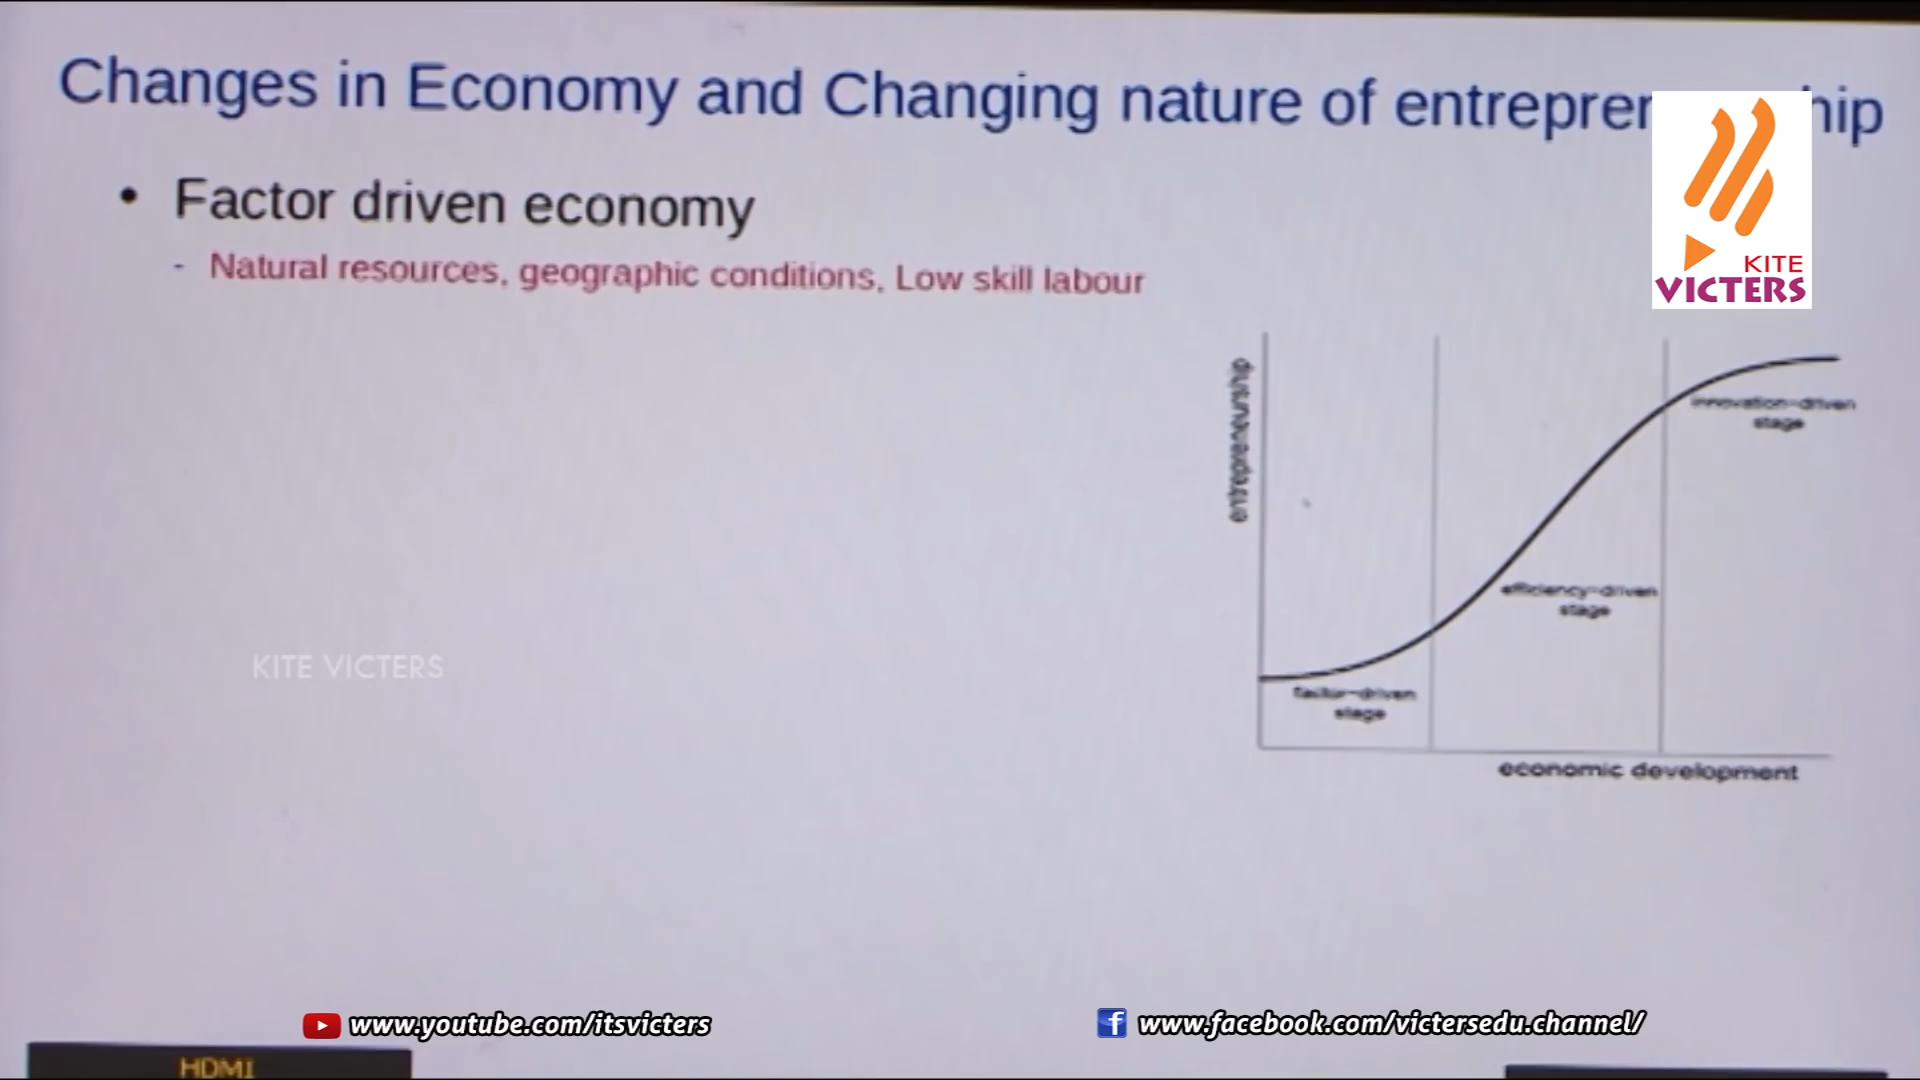 Changes in Economy and Changing nature of entreprer hip
• Factor driven economy
- Natural resources, geographic conditions, Low skill labour
KITE
VICTERS
entrepreneurship
innovation-driven
stage
efficiency-driven
stage
factor-driven
stage
economic development
KITE VICTERS
www.youtube.com/itsvicters
f www.facebook.com/victersedu.channel/
HDMI